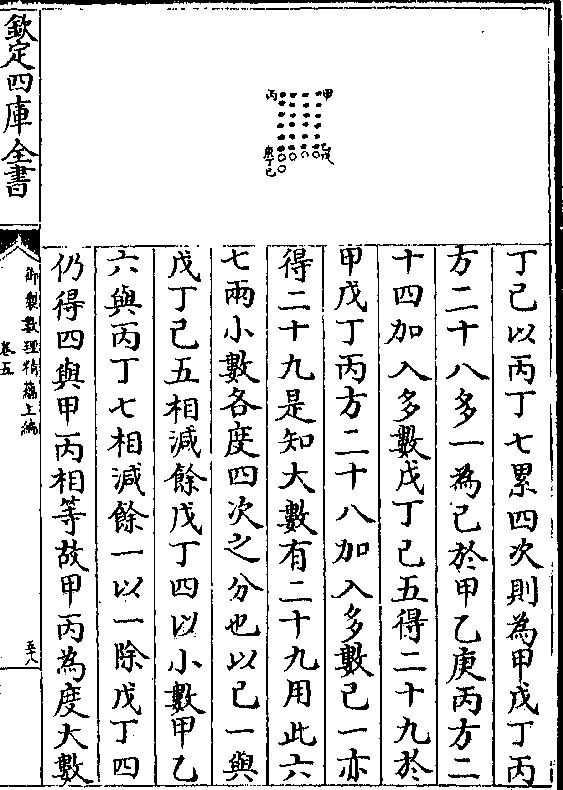 丁己以丙丁七累四次則為甲戊丁丙
方二十八多一為己於甲乙庚丙方二
十四加入多數戊丁己五得二十九於
甲戊丁丙方二十八加入多數己一亦
得二十九是知大數有二十九用此六
七兩小數各度四次之分也以己一與
戊丁己五相減餘戊丁四以小數甲乙
六與丙丁七相減餘一以一除戊丁四
仍得四與甲丙相等故甲丙為度大數
甲
乙戊
丙
庚丁己
欽定四庫全書
御製數理精蘊上編
卷五
五十八